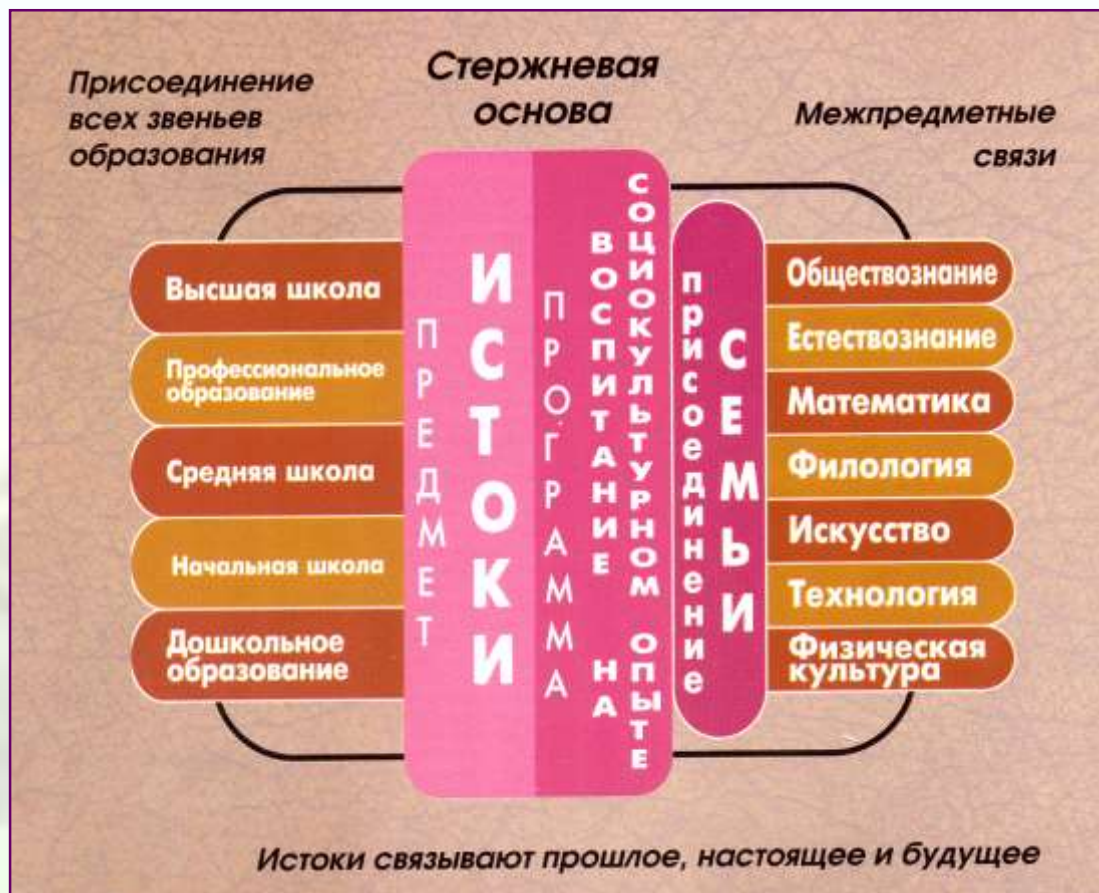 Присоединение
всех звеньев
образования
Стержневая
основа
Межпредметные
связи
Высшая школа
Профессиональное
образование
Средняя школа
Начальная школа
Дошкольное
образование
ПРЕДМЕТ
ИСТОКИ
ПРОГРАММА
ВОСПИТАНИЕ НА
СОЦИОКУЛЬТУРНОМ ОПЫТЕ
присоединение
СЕМЬИ
Обществознание
Естествознание
Математика
Филология
Искусство
Технология
Физическая
культура
Истоки связывают прошлое, настоящее и будущее